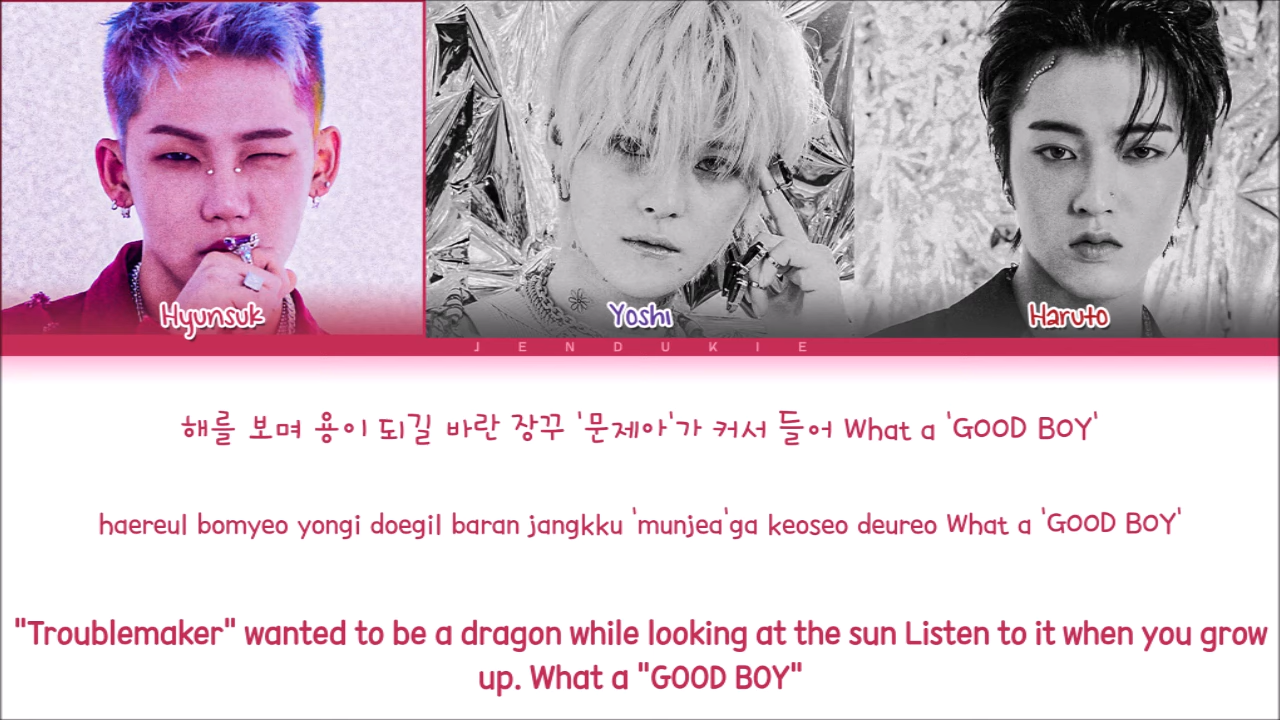 Hyunsuk
Yoshi
Haruto
JENDUKIE
해를 보며 용이 되길 바란 장꾸 '문제아'가 커서 들어 What a 'GOOD BOY'
haereul bomyeo yongi doegil baran jangkku 'munjea'ga keoseo deureo What a 'GOOD BOY'
"Troublemaker" wanted to be a dragon while looking at the sun Listen to it when you grow
up. What a "GOOD BOY"